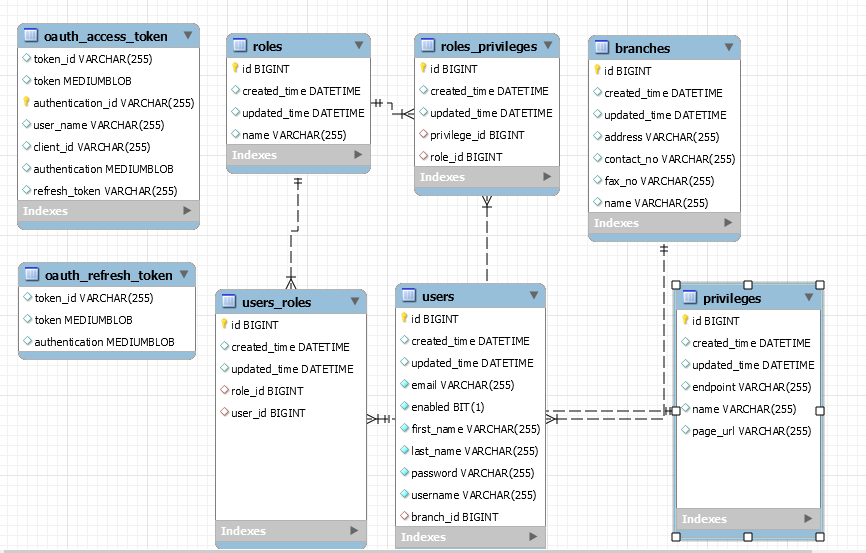 oauth_access_token
token_id VARCHAR(255)
token MEDIUMBLOB
authentication_id VARCHAR(255)
user_name VARCHAR(255)
client_id VARCHAR(255)
authentication MEDIUMBLOB
refresh_token VARCHAR(255)
Indexes
roles
id BIGINT
created_time DATETIME
updated_time DATETIME
name VARCHAR(255)
Indexes
roles_privileges
id BIGINT
created_time DATETIME
updated_time DATETIME
privilege_id BIGINT
role_id BIGINT
Indexes
branches
id BIGINT
created_time DATETIME
updated_time DATETIME
address VARCHAR(255)
contact_no VARCHAR(255)
fax_no VARCHAR(255)
name VARCHAR(255)
Indexes
oauth_refresh_token
token_id VARCHAR(255)
token MEDIUMBLOB
authentication MEDIUMBLOB
users_roles
id BIGINT
created_time DATETIME
updated_time DATETIME
role_id BIGINT
user_id BIGINT
Indexes
users
id BIGINT
created_time DATETIME
updated_time DATETIME
email VARCHAR(255)
enabled BIT(1)
first_name VARCHAR(255)
last_name VARCHAR(255)
password VARCHAR(255)
username VARCHAR(255)
branch_id BIGINT
Indexes
privileges
id BIGINT
created_time DATETIME
updated_time DATETIME
endpoint VARCHAR(255)
name VARCHAR(255)
page_url VARCHAR(255)
Indexes